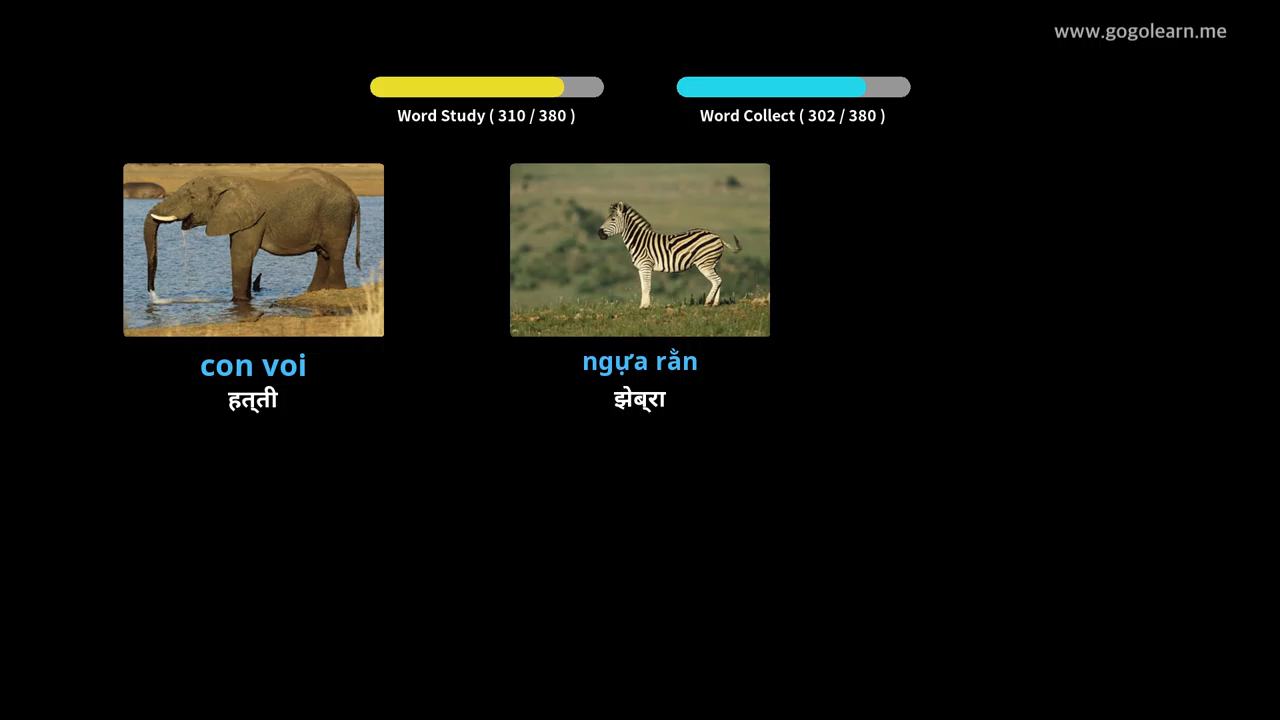 www.gogolearn.me
Word Study ( 310 / 380 )
Word Collect ( 302 / 380 )
con voi
हत्ती
ngựa rằn
झेब्रा